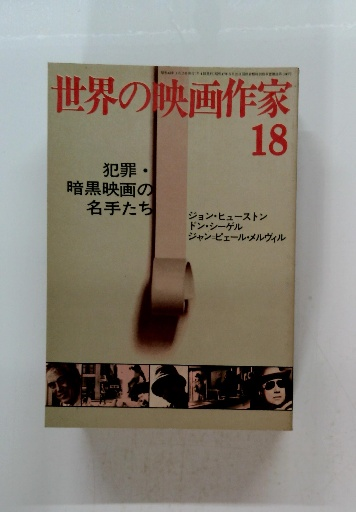 世界の映画作家
18
犯罪・
暗黒映画の
名手たち
ジョン・ヒューストン
ドン・シーゲル
ジャン=ピエール・メルヴィル